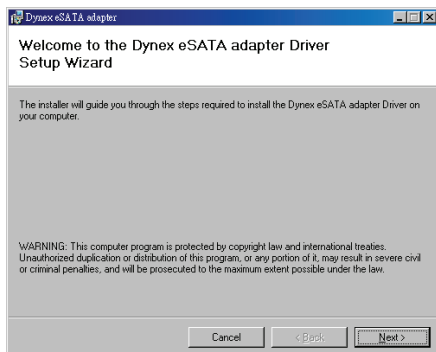 Dynex eSATA adapter
Welcome to the Dynex eSATA adapter Driver
Setup Wizard
The installer will guide you through the steps required to install the Dynex eSATA adapter Driver on
your computer.
WARNING: This computer program is protected by copyright law and international treaties.
Unauthorized duplication or distribution of this program, or any portion of it, may result in severe civil
or criminal penalties, and will be prosecuted to the maximum extent possible under the law.
Cancel < Back Next >